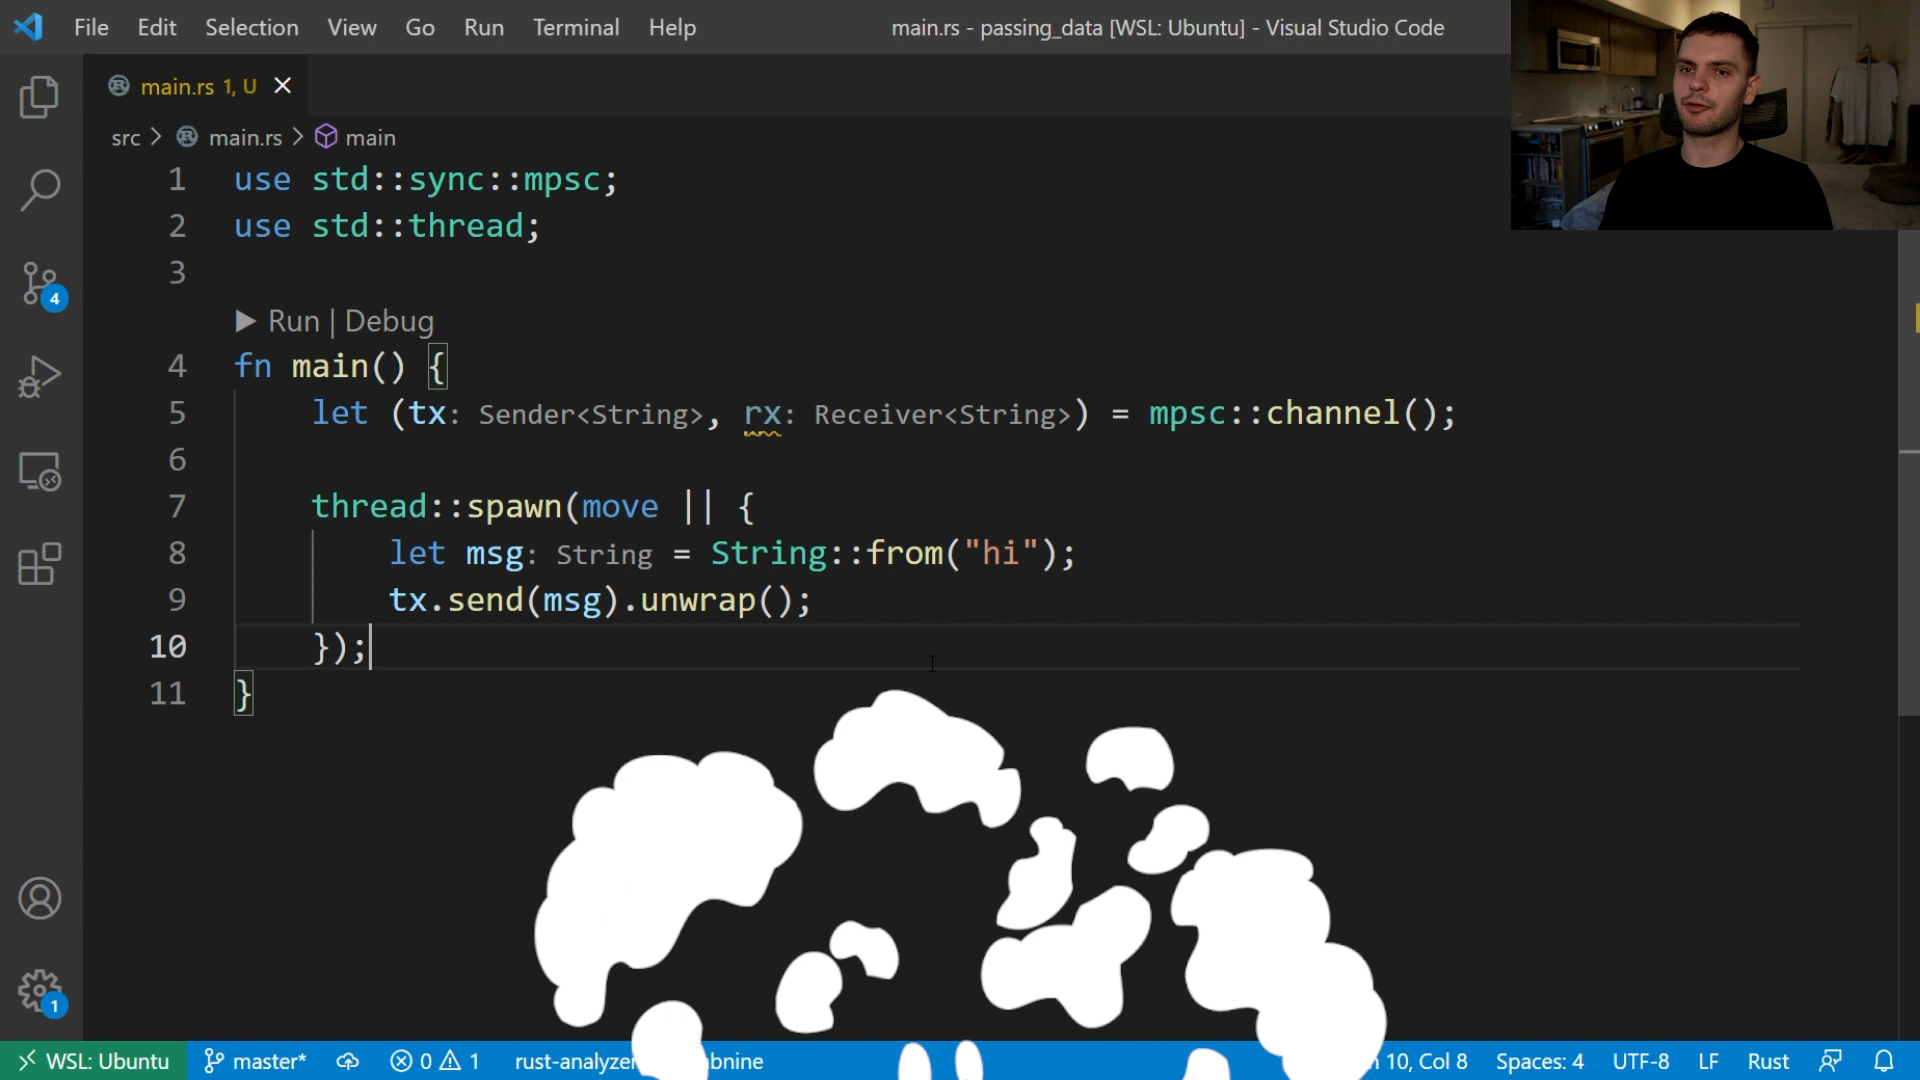 File Edit Selection View Go Run Terminal Help
main.rs - passing_data [WSL: Ubuntu] - Visual Studio Code
main.rs 1, U
src > main.rs > main
1 use std::sync::mpsc;
2 use std::thread;
3
Run | Debug
4 fn main() {
5 let (tx: Sender<String>, rx: Receiver<String>) = mpsc::channel();
6
7 thread::spawn(move || {
8 let msg: String = String::from("hi");
9 tx.send(msg).unwrap();
10 });
11 }
4
1
WSL: Ubuntu master* 0 1 10, Col 8 Spaces: 4 UTF-8 LF Rust